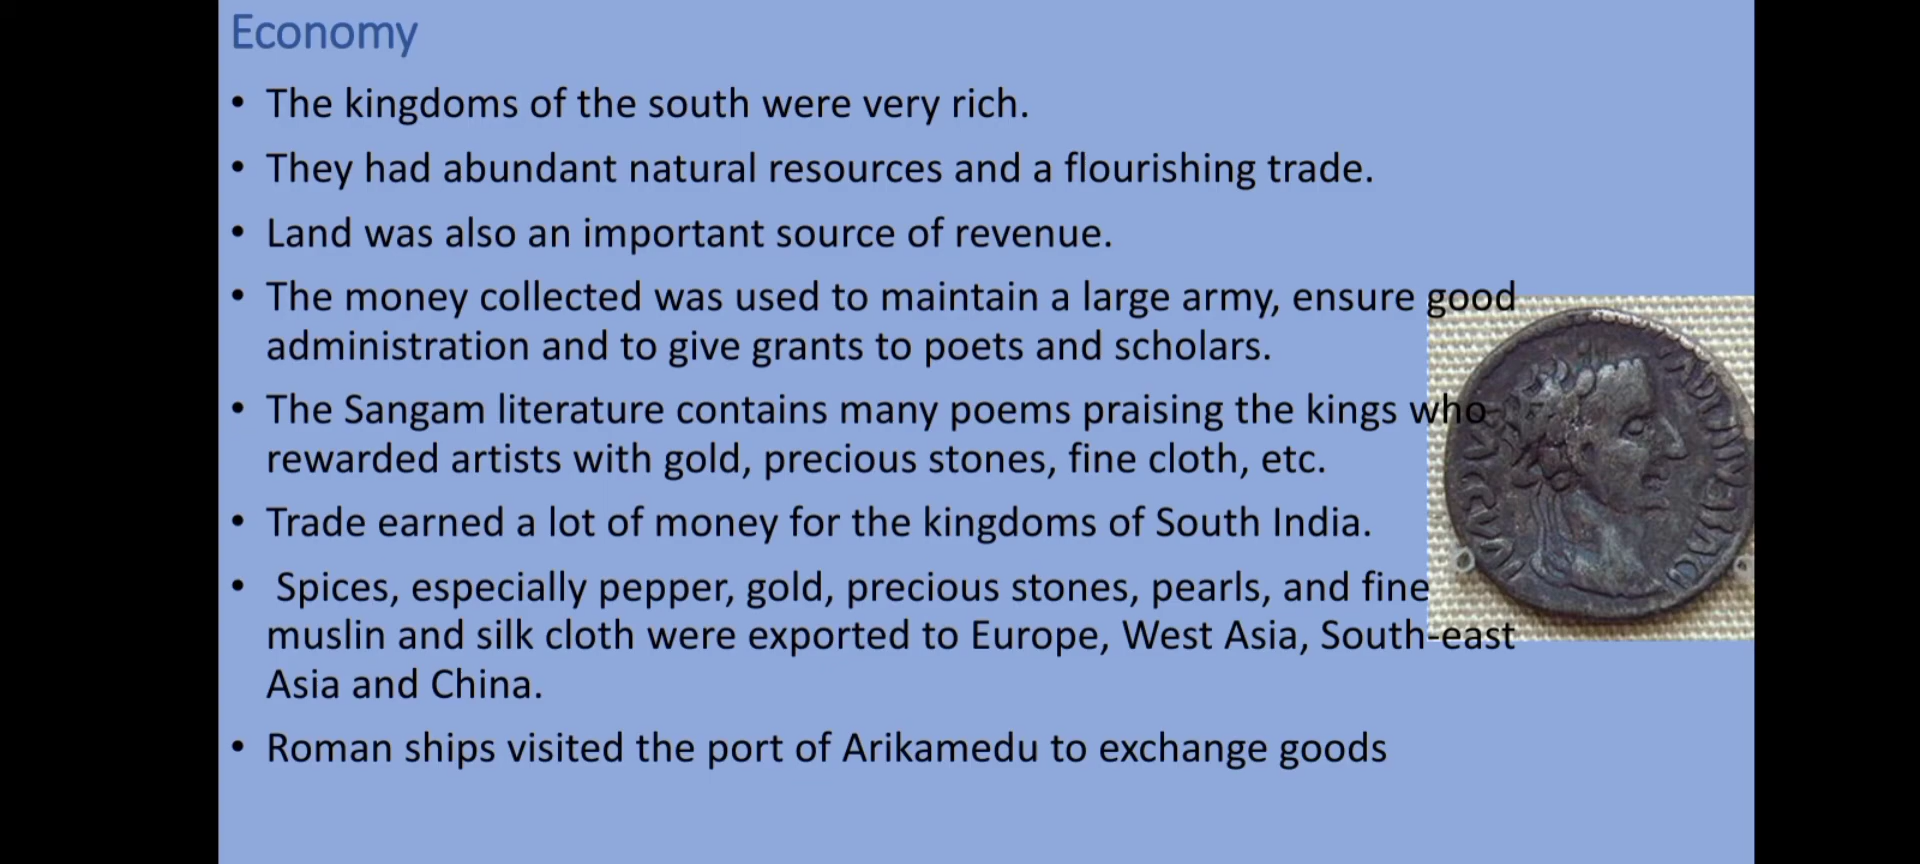 Economy
• The kingdoms of the south were very rich.
• They had abundant natural resources and a flourishing trade.
• Land was also an important source of revenue.
• The money collected was used to maintain a large army, ensure good
administration and to give grants to poets and scholars.
• The Sangam literature contains many poems praising the kings who
rewarded artists with gold, precious stones, fine cloth, etc.
• Trade earned a lot of money for the kingdoms of South India.
• Spices, especially pepper, gold, precious stones, pearls, and fine
muslin and silk cloth were exported to Europe, West Asia, South-east
Asia and China.
• Roman ships visited the port of Arikamedu to exchange goods